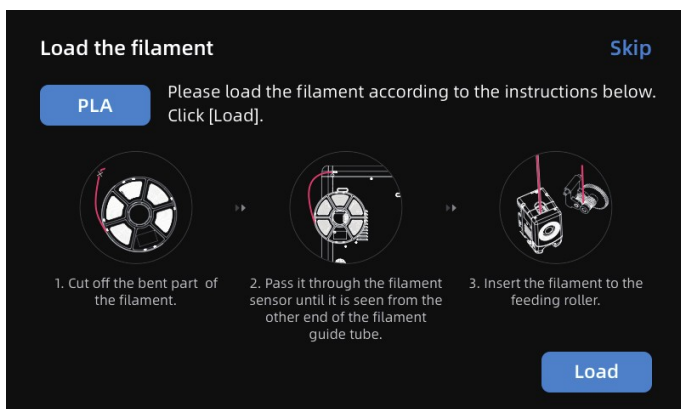 Load the filament
Skip
PLA
Please load the filament according to the instructions below.
Click [Load].
1. Cut off the bent part of
the filament.
2. Pass it through the filament
sensor until it is seen from the
other end of the filament
guide tube.
3. Insert the filament to the
feeding roller.
Load